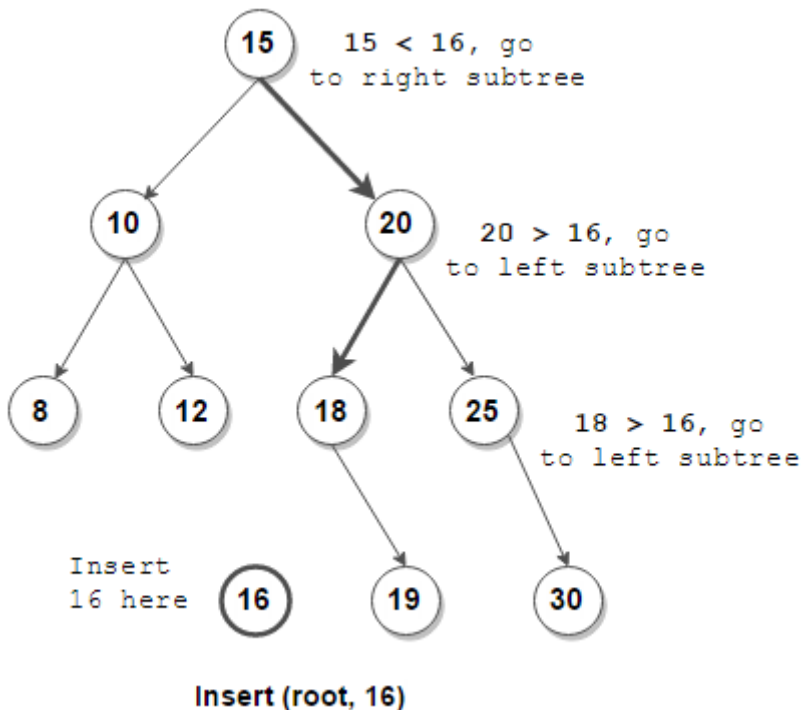 15
15 < 16, go
to right subtree
10
20
20 > 16, go
to left subtree
8
12
18
25
18 > 16, go
to left subtree
Insert
16 here
16
19
30
Insert (root, 16)